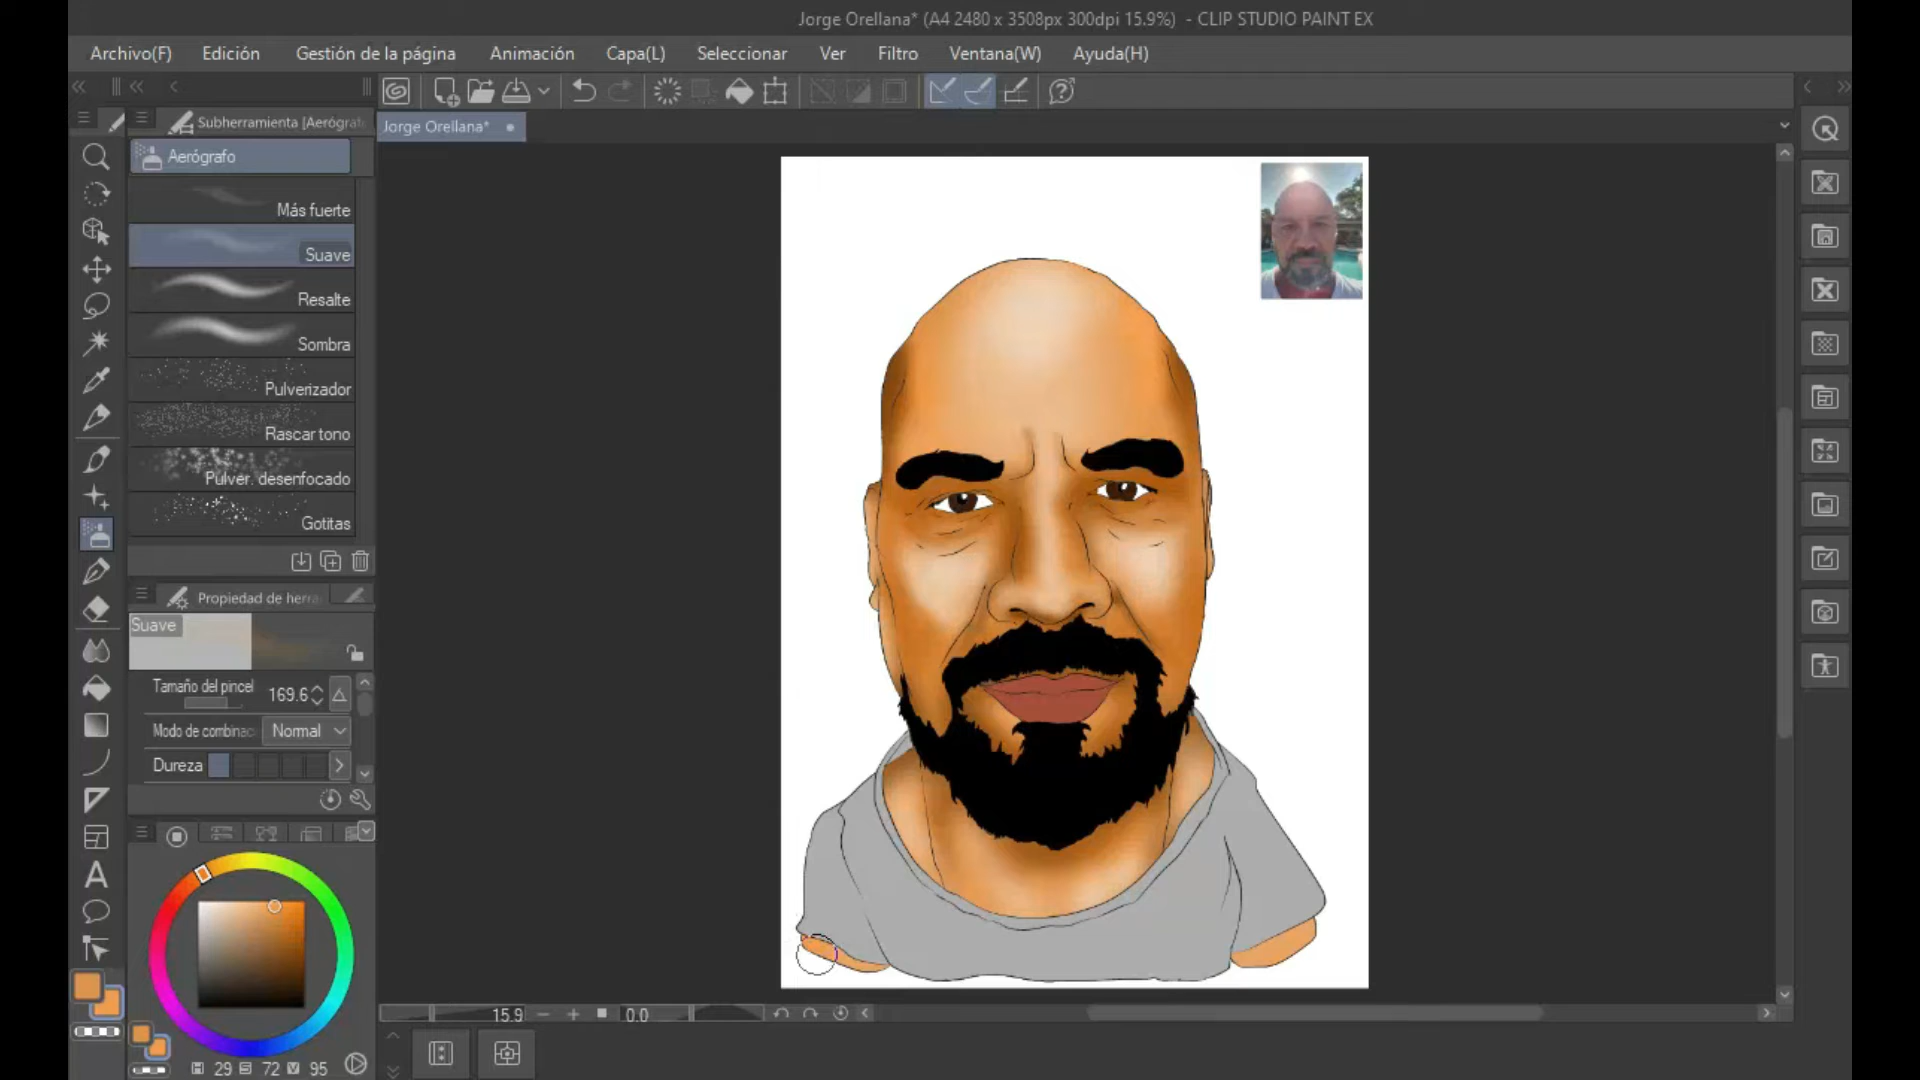 Jorge Orellana* (A4 2480 x 3508px 300dpi 15.9%) - CLIP STUDIO PAINT EX
Archivo(F) Edición Gestión de la página Animación Capa(L) Seleccionar Ver Filtro Ventana(W) Ayuda(H)
Subherramienta [Aerógraf
Jorge Orellana*
Aerógrafo
Más fuerte
Suave
Resalte
Sombra
Pulverizador
Rascar tono
Pulver. desenfocado
Gotitas
Propiedad de herra
Suave
Tamaño del pincel 169.6
Modo de combinac Normal
Dureza
A
15.9 0.0
H 29 S 72 V 95